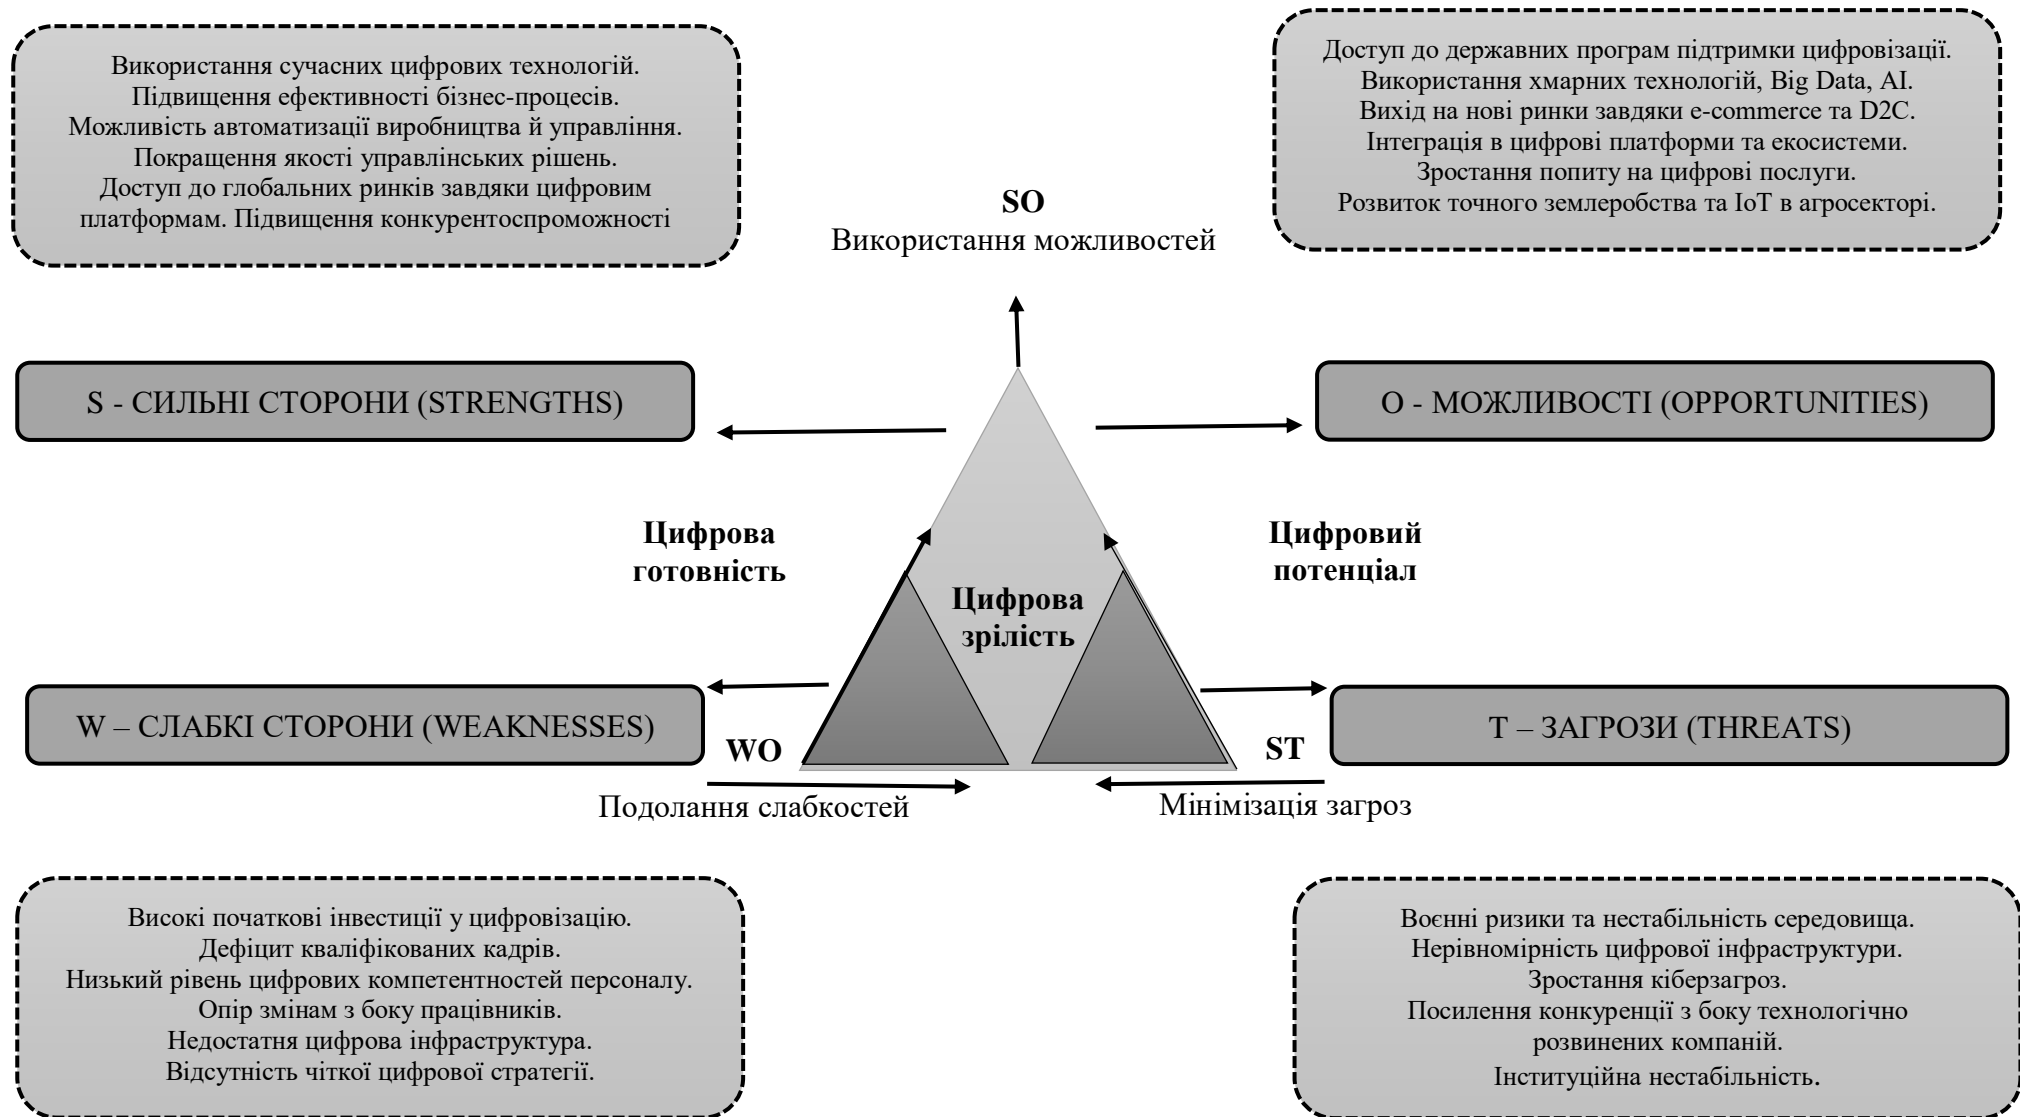 Використання сучасних цифрових технологій.
Підвищення ефективності бізнес-процесів.
Можливість автоматизації виробництва й управління.
Покращення якості управлінських рішень.
Доступ до глобальних ринків завдяки цифровим
платформам. Підвищення конкурентоспроможності
Доступ до державних програм підтримки цифровізації.
Використання хмарних технологій, Big Data, AI.
Вихід на нові ринки завдяки e-commerce та D2C.
Інтеграція в цифрові платформи та екосистеми.
Зростання попиту на цифрові послуги.
Розвиток точного землеробства та IoT в агросекторі.
SO
Використання можливостей
S - СИЛЬНІ СТОРОНИ (STRENGTHS)
O - МОЖЛИВОСТІ (OPPORTUNITIES)
Цифрова
готовність
Цифровий
потенціал
Цифрова
зрілість
W – СЛАБКІ СТОРОНИ (WEAKNESSES)
T – ЗАГРОЗИ (THREATS)
WO
ST
Подолання слабкостей
Мінімізація загроз
Високі початкові інвестиції у цифровізацію.
Дефіцит кваліфікованих кадрів.
Низький рівень цифрових компетентностей персоналу.
Опір змінам з боку працівників.
Недостатня цифрова інфраструктура.
Відсутність чіткої цифрової стратегії.
Воєнні ризики та нестабільність середовища.
Нерівномірність цифрової інфраструктури.
Зростання кіберзагроз.
Посилення конкуренції з боку технологічно
розвинених компаній.
Інституційна нестабільність.